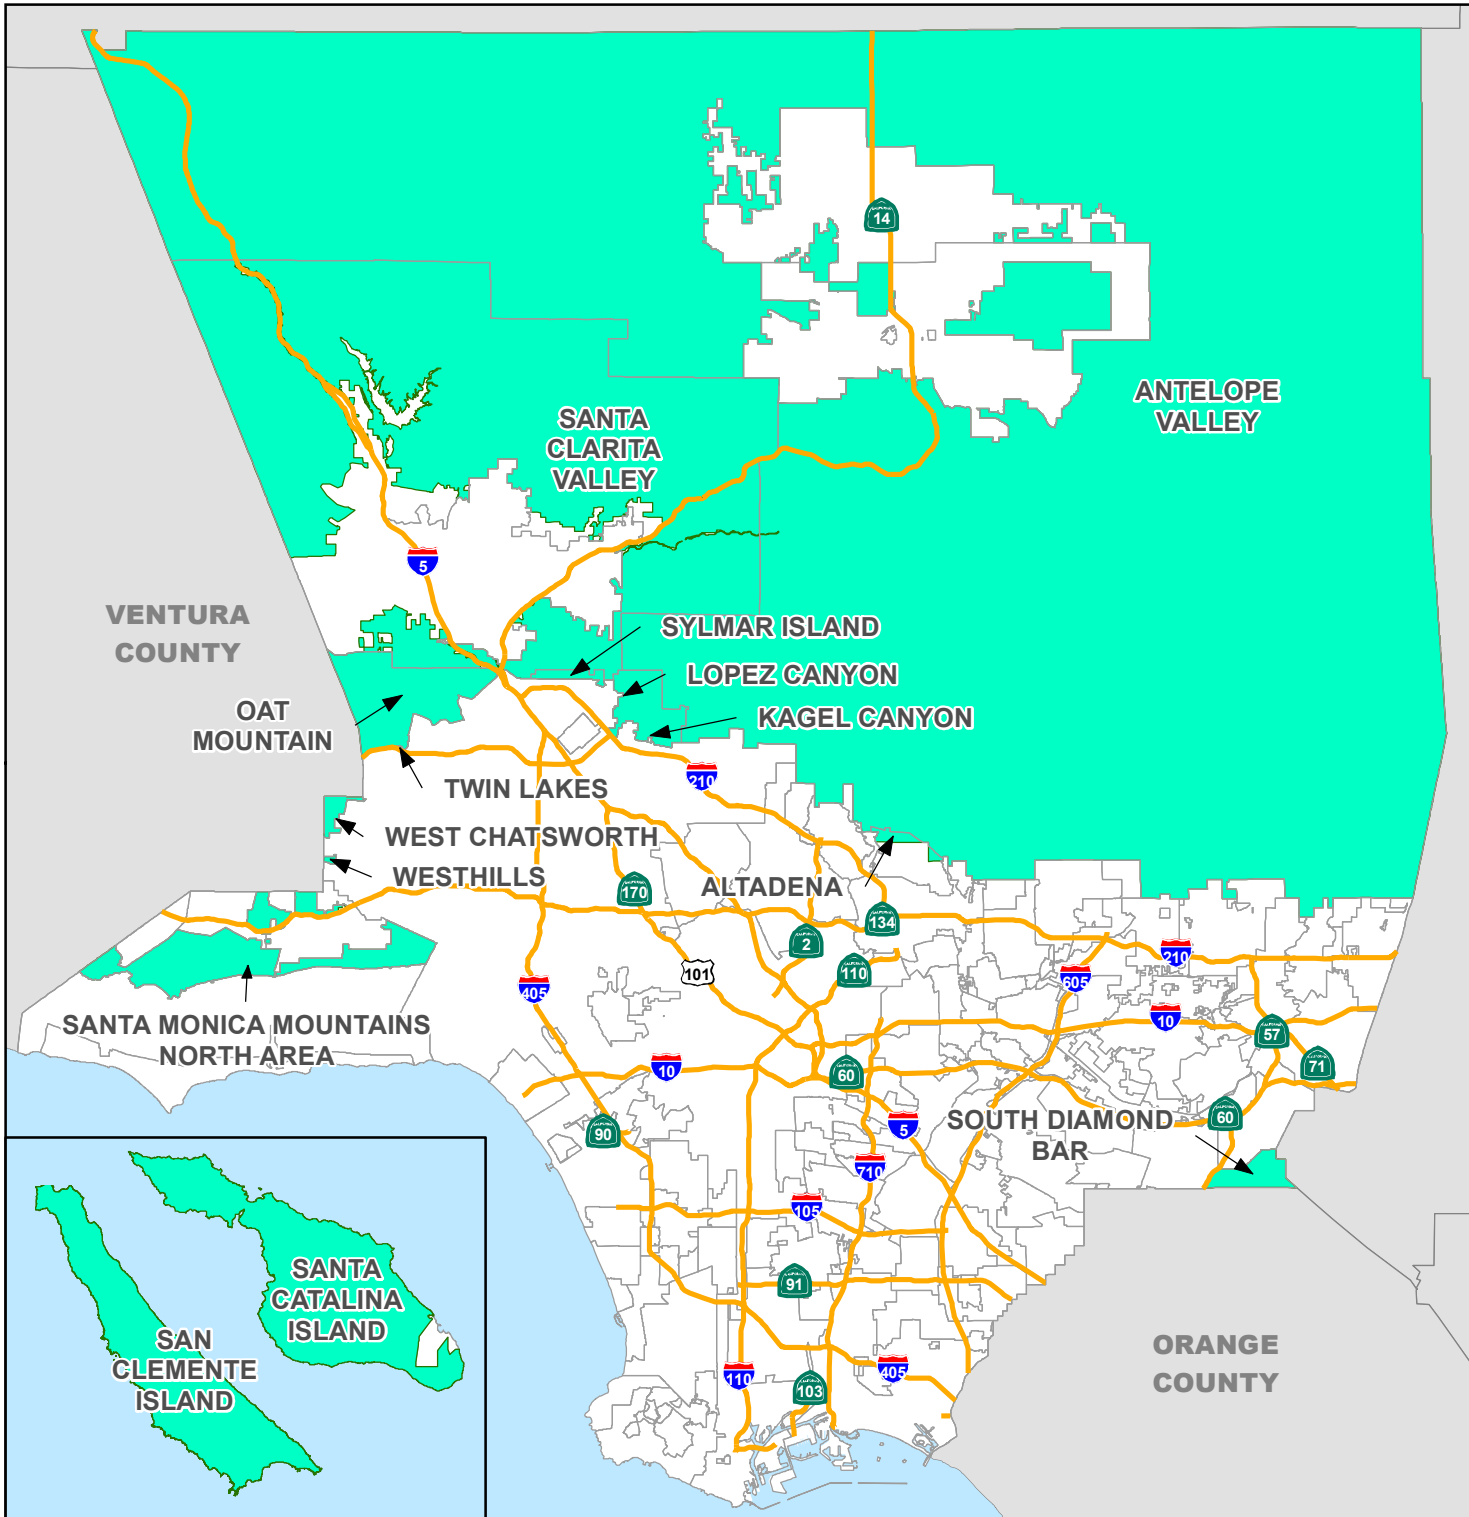 14
ANTELOPE
VALLEY
SANTA
CLARITA
VALLEY
5
VENTURA
COUNTY
SYLMAR ISLAND
LOPEZ CANYON
KAGEL CANYON
OAT
MOUNTAIN
210
TWIN LAKES
WEST CHATSWORTH
WESTHILLS
170
ALTADENA
134
2
110
101
210
605
405
10
57
SANTA MONICA MOUNTAINS
NORTH AREA
10
60
71
90
5
60
SOUTH DIAMOND
BAR
710
105
91
SANTA
CATALINA
ISLAND
SAN
CLEMENTE
ISLAND
110
103
405
ORANGE
COUNTY